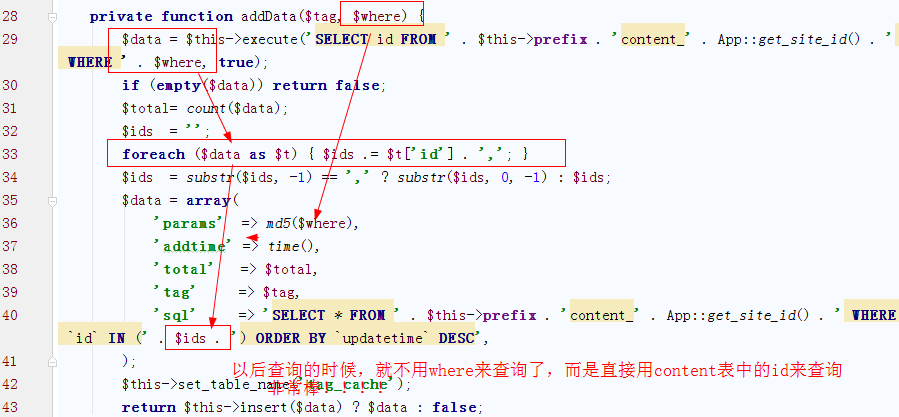 28 private function addData($tag, $where) {
29 $data = $this->execute('SELECT id FROM ' . $this->prefix . 'content_' . App::get_site_id() . '
WHERE ' . $where, true);
30 if (empty($data)) return false;
31 $total= count($data);
32 $ids = '';
33 foreach ($data as $t) { $ids .= $t['id'] . ','; }
34 $ids = substr($ids, -1) == ',' ? substr($ids, 0, -1) : $ids;
35 $data = array(
36 'params' => md5($where),
37 'addtime' => time(),
38 'total' => $total,
39 'tag' => $tag,
40 'sql' => 'SELECT * FROM ' . $this->prefix . 'content_' . App::get_site_id() . ' WHERE
`id` IN (' . $ids . ') ORDER BY `updatetime` DESC',
41 );
以后查询的时候，就不用where来查询了，而是直接用content表中的id来查询
42 $this->set_table_name('tag_cache');
非常棒！！！！
43 return $this->insert($data) ? $data : false;